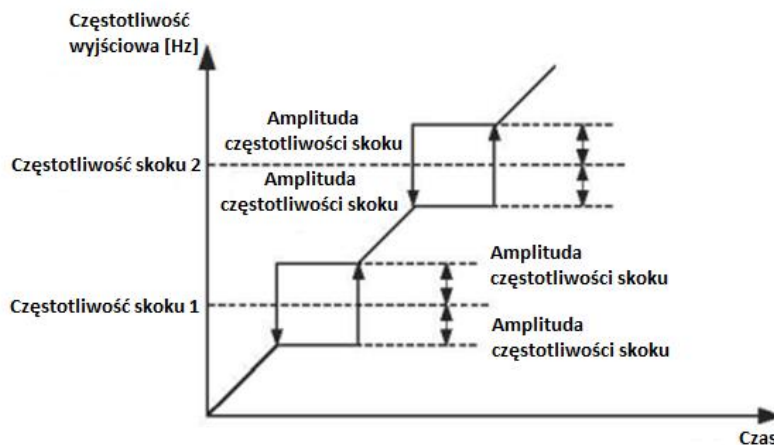 Częstotliwość
wyjściowa [Hz]
Amplituda
częstotliwości skoku
Częstotliwość skoku 2
Amplituda
częstotliwości skoku
Amplituda
częstotliwości skoku
Częstotliwość skoku 1
Amplituda
częstotliwości skoku
Czas